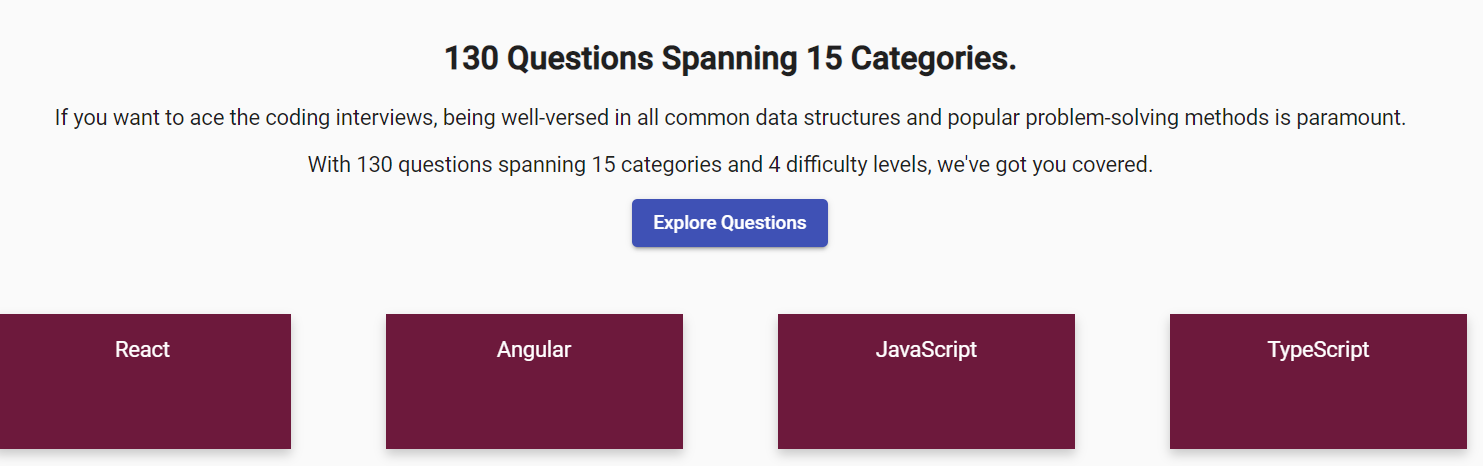 130 Questions Spanning 15 Categories.
If you want to ace the coding interviews, being well-versed in all common data structures and popular problem-solving methods is paramount.
With 130 questions spanning 15 categories and 4 difficulty levels, we've got you covered.
Explore Questions
React
Angular
JavaScript
TypeScript